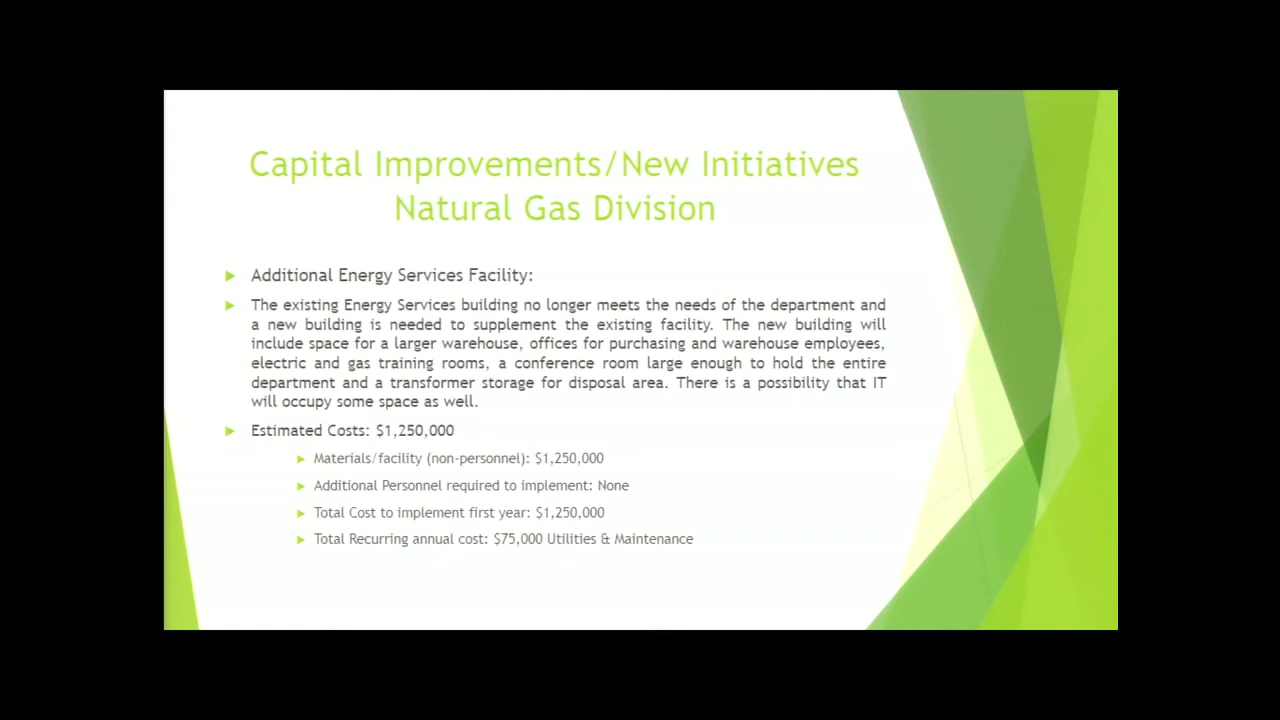 Capital Improvements/New Initiatives
Natural Gas Division
Additional Energy Services Facility:
The existing Energy Services building no longer meets the needs of the department and
a new building is needed to supplement the existing facility. The new building will
include space for a larger warehouse, offices for purchasing and warehouse employees,
electric and gas training rooms, a conference room large enough to hold the entire
department and a transformer storage for disposal area. There is a possibility that IT
will occupy some space as well.
Estimated Costs: $1,250,000
Materials/facility (non-personnel): $1,250,000
Additional Personnel required to implement: None
Total Cost to implement first year: $1,250,000
Total Recurring annual cost: $75,000 Utilities & Maintenance